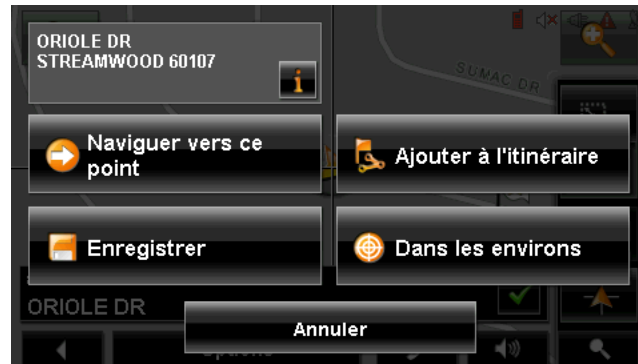 ORIOLE DR
STREAMWOOD 60107
SUMAC DR
Naviguer vers ce
point
Ajouter à l'itinéraire
Enregistrer
Dans les environs
ORIOLE DR
Annuler